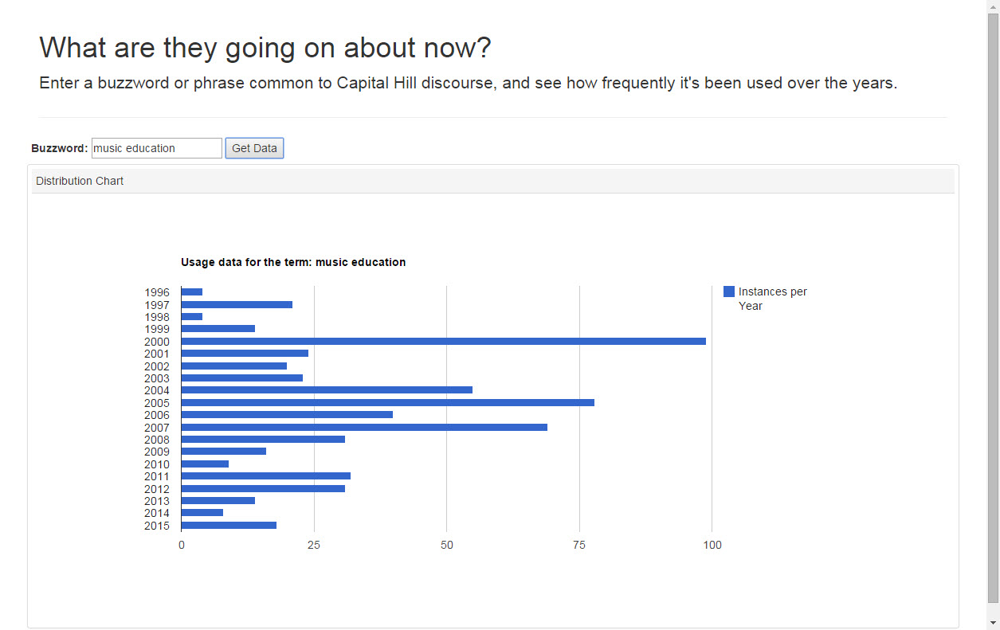 What are they going on about now?
Enter a buzzword or phrase common to Capital Hill discourse, and see how frequently it's been used over the years.
Buzzword: music education Get Data
Distribution Chart
Usage data for the term: music education
1996
1997
1998
1999
2000
2001
2002
2003
2004
2005
2006
2007
2008
2009
2010
2011
2012
2013
2014
2015
0 25 50 75 100
Instances per
Year